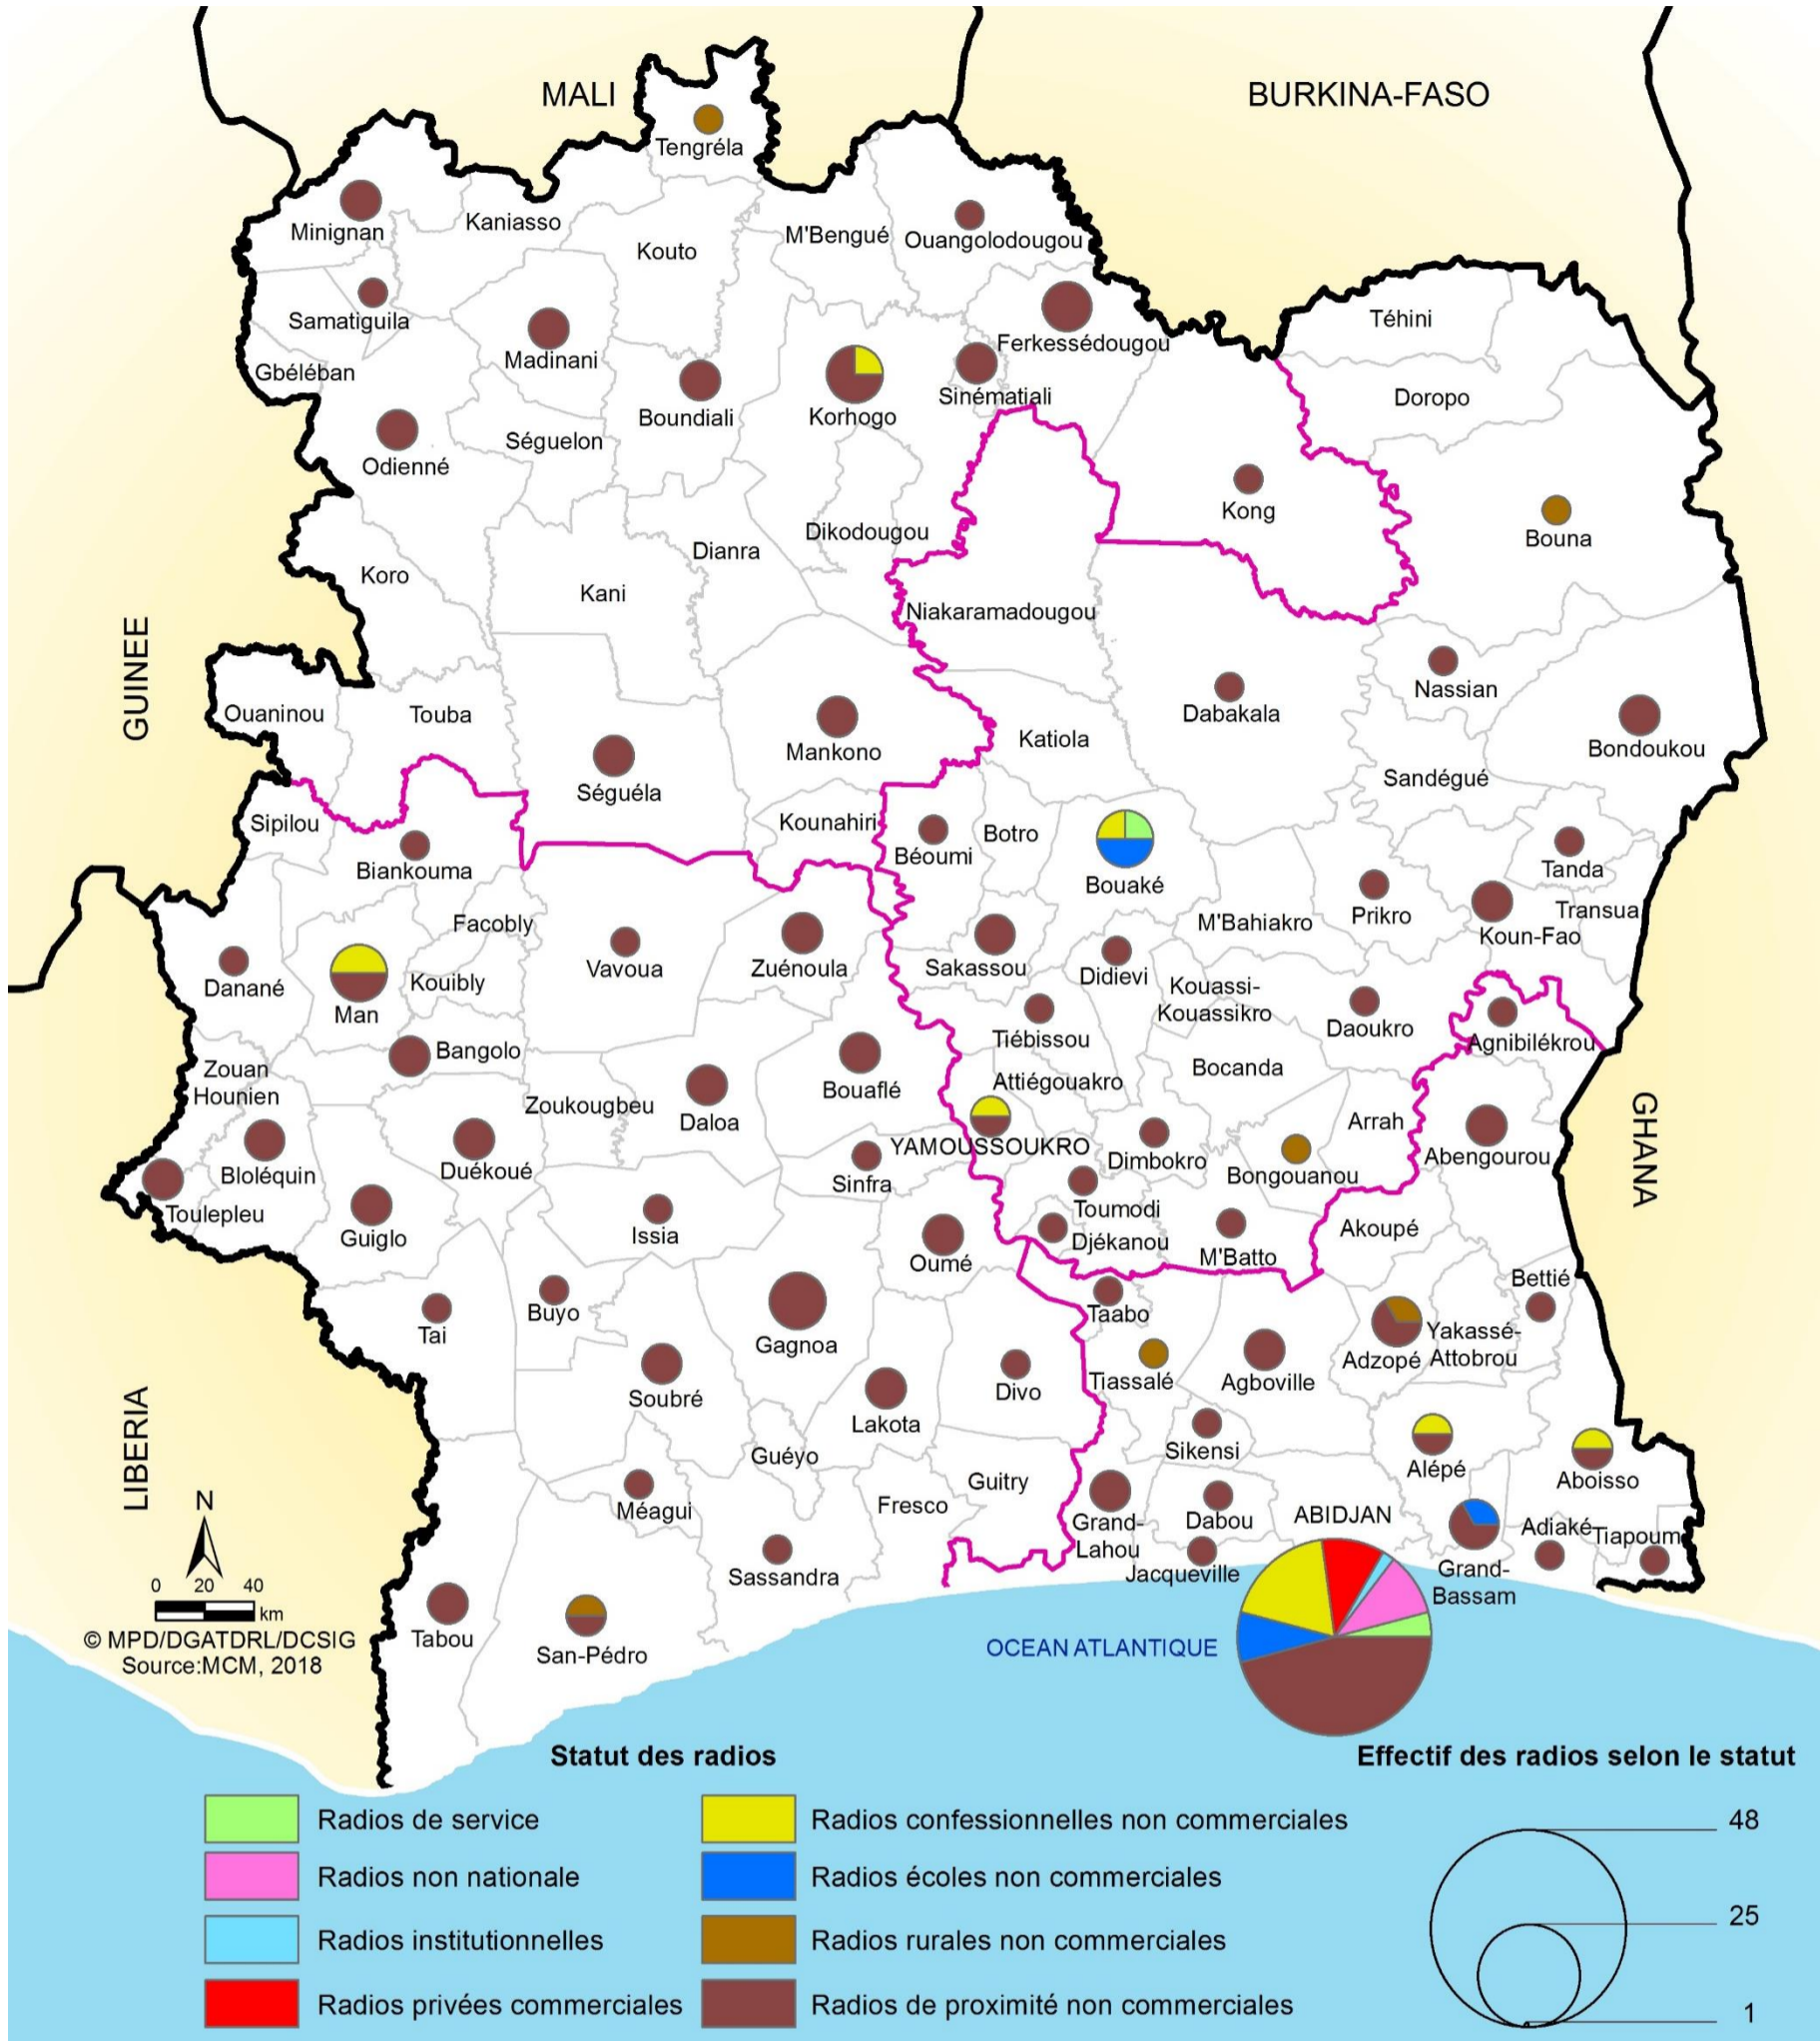 MALI
BURKINA-FASO
Tengréla
Minignan
Kaniasso
Kouto
M'Bengué
Ouangolodougou
Samatiguila
Madinani
Ferkessédougou
Téhini
Gbéléban
Boundiali
Korhogo
Sinématiali
Doropo
Odienné
Séguelon
Kong
Dikodougou
Dianra
Bouna
Koro
Kani
Niakaramadougou
GUINEE
Nassian
Ouaninou
Touba
Dabakala
Mankono
Katiola
Bondoukou
Séguéla
Sandégué
Sipilou
Kounahiri
Béoumi
Botro
Biankouma
Bouaké
Tanda
Facobly
M'Bahiakro
Prikro
Transua
Koun-Fao
Danané
Kouibly
Vavoua
Zuénoula
Sakassou
Didievi
Man
Kouassi-
Kouassikro
Daoukro
Tiébissou
Agnibilékrou
Bangolo
Zouan
Hounien
Bocanda
Attiégouakro
Bouaflé
Zoukougbeu
Daloa
Arrah
GHANA
YAMOUSSOUKRO
Dimbokro
Bongouanou
Abengourou
Bloléquin
Duékoué
Sinfra
Toulepleu
Toumodi
Djékanou
Akoupé
Guiglo
Issia
Oumé
M'Batto
Bettié
Taabo
Buyo
Tai
Gagnoa
Yakassé-
Attobrou
Adzopé
Tiassalé
Agboville
Soubré
Divo
LIBERIA
Lakota
Sikensi
Alépé
Guéyo
Guitry
Aboisso
N
Méagui
Fresco
Grand-
Lahou
Dabou
ABIDJAN
Adiaké
Tiapoum
Jacqueville
Sassandra
Grand-
Bassam
0 20 40
km
Tabou
San-Pédro
OCEAN ATLANTIQUE
© MPD/DGATDRL/DCSIG
Source:MCM, 2018
Statut des radios
Radios de service
Radios non nationale
Radios institutionnelles
Radios privées commerciales
Radios confessionnelles non commerciales
Radios écoles non commerciales
Radios rurales non commerciales
Radios de proximité non commerciales
Effectif des radios selon le statut
48
25
1